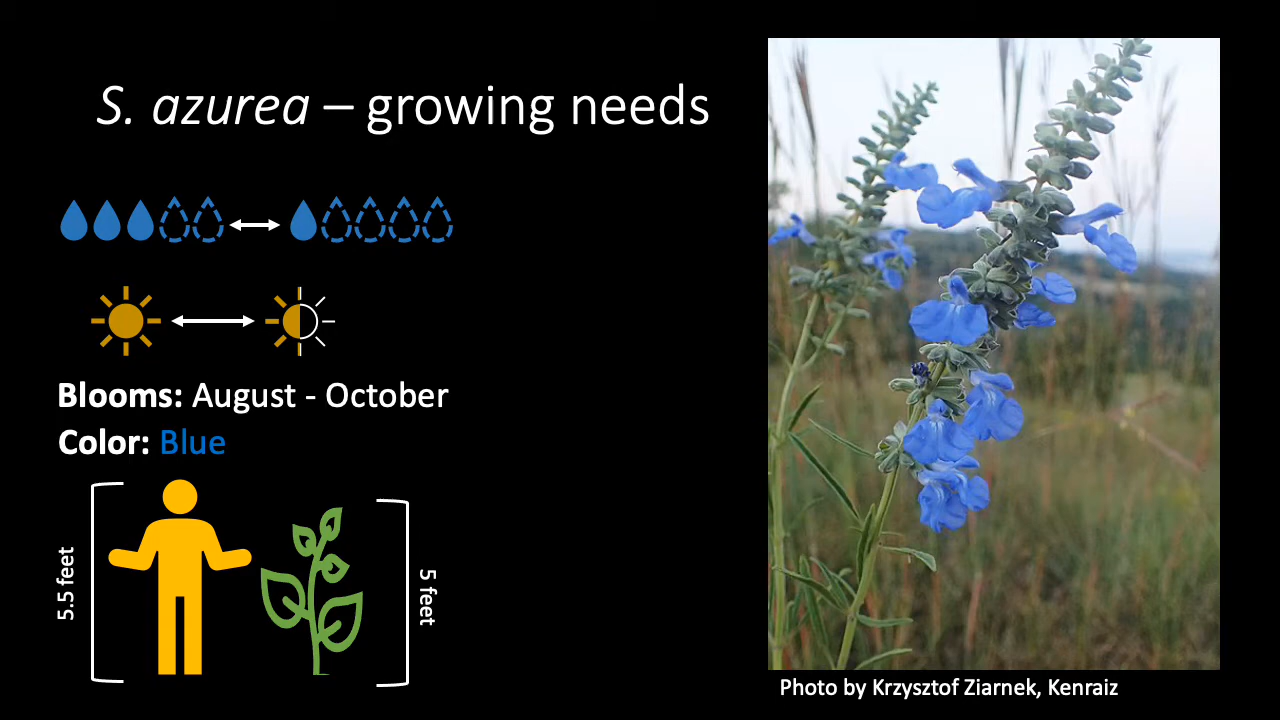 S. azurea – growing needs
Blooms: August - October
Color: Blue
5.5 feet
5 feet
Photo by Krzysztof Ziarnek, Kenraiz